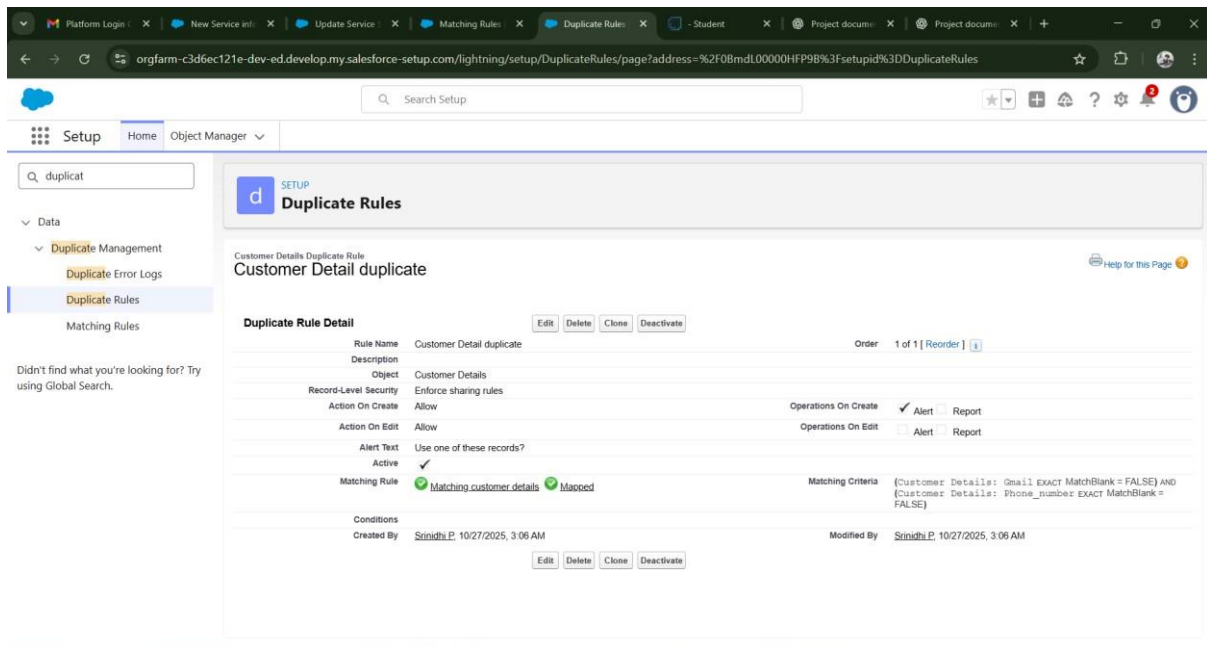 Platform Login (
New Service info
Update Service S
Matching Rules
Duplicate Rules
- Student
Project docume
Project docume
orgfarm-c3d6ec121e-dev-ed.develop.my.salesforce-setup.com/lightning/setup/DuplicateRules/page?address=%2F0BmdL00000HFP9B%3Fsetupid%3DDuplicateRules
Search Setup
2
Setup Home Object Manager
duplicat
Data
Duplicate Management
Duplicate Error Logs
Duplicate Rules
Matching Rules
Didn't find what you're looking for? Try
using Global Search.
d
SETUP
Duplicate Rules
Customer Details Duplicate Rule
Customer Detail duplicate
Help for this Page ?
Duplicate Rule Detail Edit Delete Clone Deactivate
Rule Name Customer Detail duplicate Order 1 of 1 [ Reorder ] i
Description
Object Customer Details
Record-Level Security Enforce sharing rules
Action On Create Allow Operations On Create Alert Report
Action On Edit Allow Operations On Edit Alert Report
Alert Text Use one of these records?
Active
Matching Rule Matching customer details Mapped Matching Criteria (Customer Details: Gmail EXACT MatchBlank = FALSE) AND
(Customer Details: Phone_number EXACT MatchBlank =
FALSE)
Conditions
Created By Srinidhi P, 10/27/2025, 3:06 AM Modified By Srinidhi P, 10/27/2025, 3:06 AM
Edit Delete Clone Deactivate